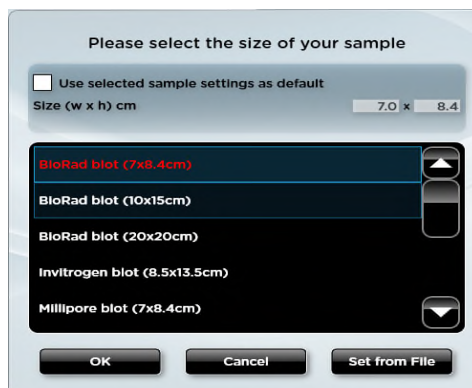 Please select the size of your sample
Use selected sample settings as default
Size (w x h) cm 7.0 x 8.4
BioRad blot (7x8.4cm)
BioRad blot (10x15cm)
BioRad blot (20x20cm)
Invitrogen blot (8.5x13.5cm)
Millipore blot (7x8.4cm)
OK Cancel Set from File